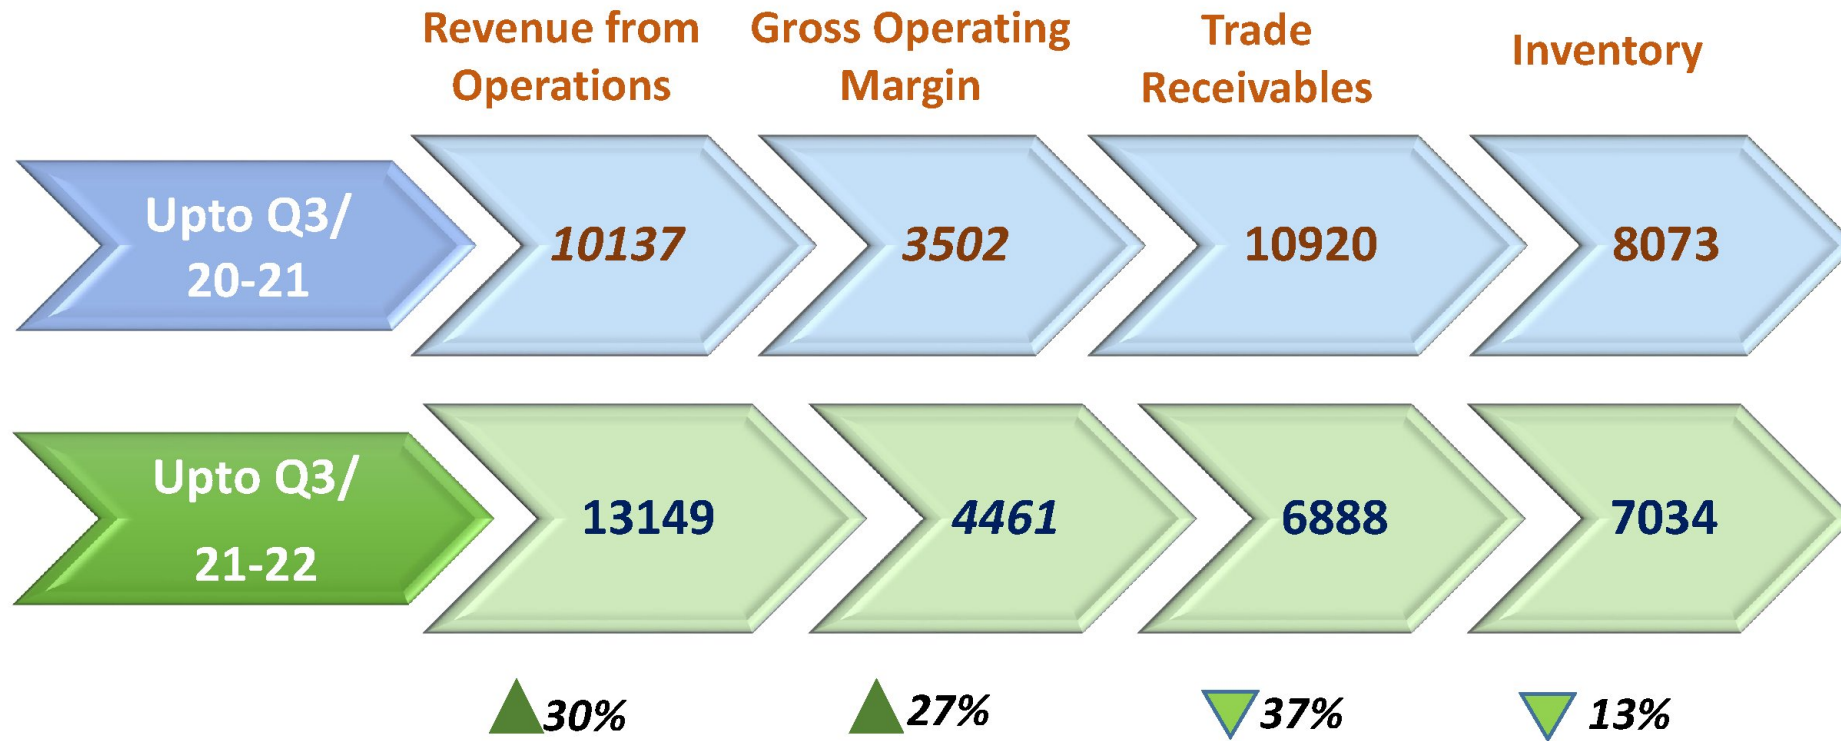 Revenue from
Operations
Gross Operating
Margin
Trade
Receivables
Inventory
Upto Q3/
20-21
10137
3502
10920
8073
Upto Q3/
21-22
13149
4461
6888
7034
30%
27%
37%
13%